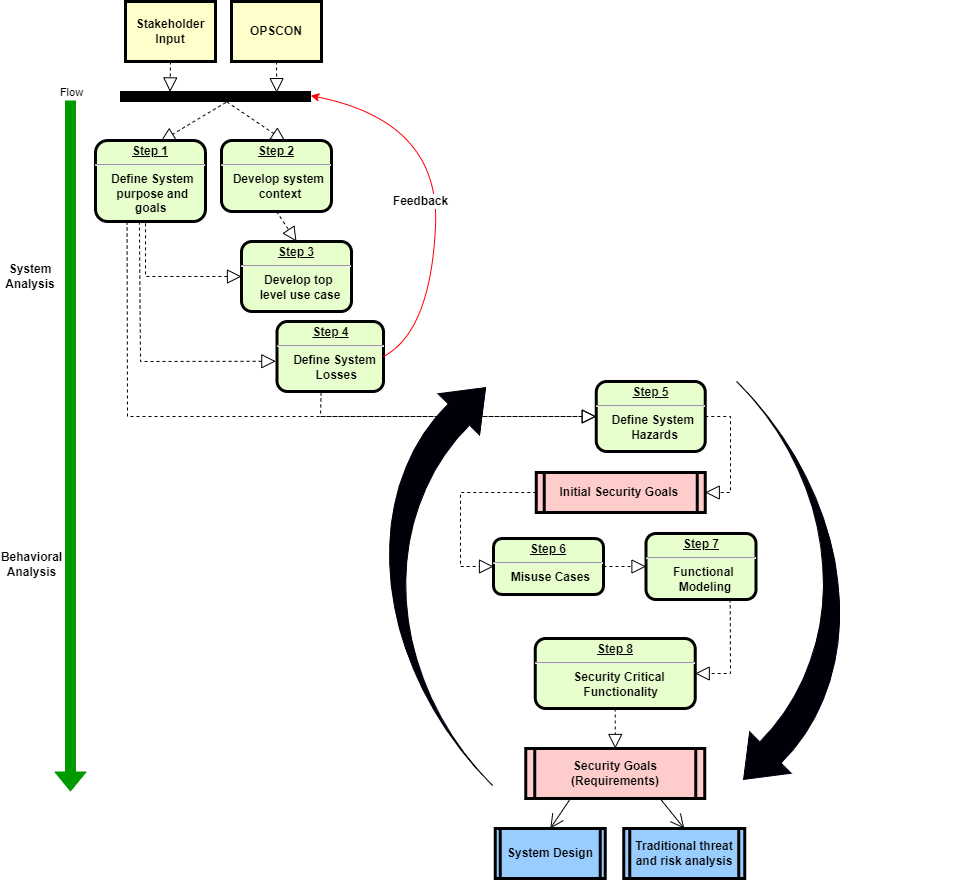 Stakeholder
Input
OPSCON
Flow
Step 1
Define System
purpose and
goals
Step 2
Develop system
context
Feedback
System
Analysis
Step 3
Develop top
level use case
Step 4
Define System
Losses
Step 5
Define System
Hazards
Initial Security Goals
Behavioral
Analysis
Step 6
Misuse Cases
Step 7
Functional
Modeling
Step 8
Security Critical
Functionality
Security Goals
(Requirements)
System Design
Traditional threat
and risk analysis